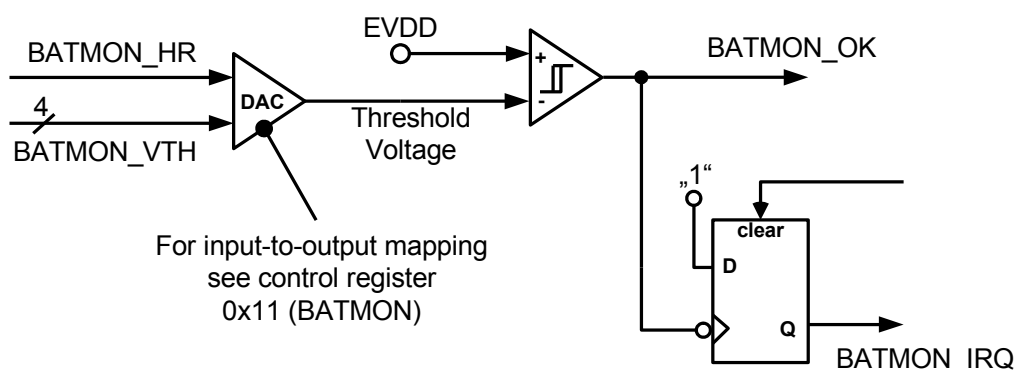 EVDD
BATMON_HR
BATMON_OK
+
DAC
-
4
Threshold
Voltage
BATMON_VTH
„1“
clear
For input-to-output mapping
see control register
0x11 (BATMON)
D
Q
BATMON_IRQ